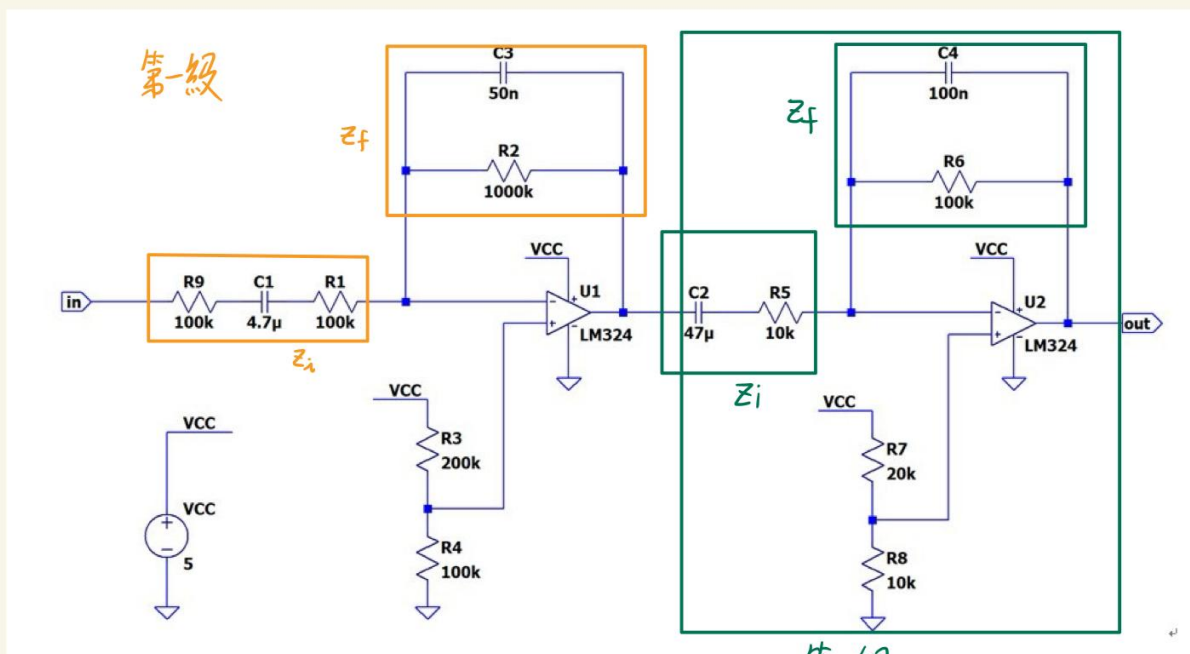 第一級
C3
50n
Zf
R2
1000k
C4
100n
Zf
R6
100k
in
R9
100k
C1
4.7µ
R1
100k
Zi
VCC
U1
LM324
C2
47µ
R5
10k
Zi
VCC
U2
LM324
out
VCC
R3
200k
R4
100k
VCC
R7
20k
R8
10k
VCC
VCC
5